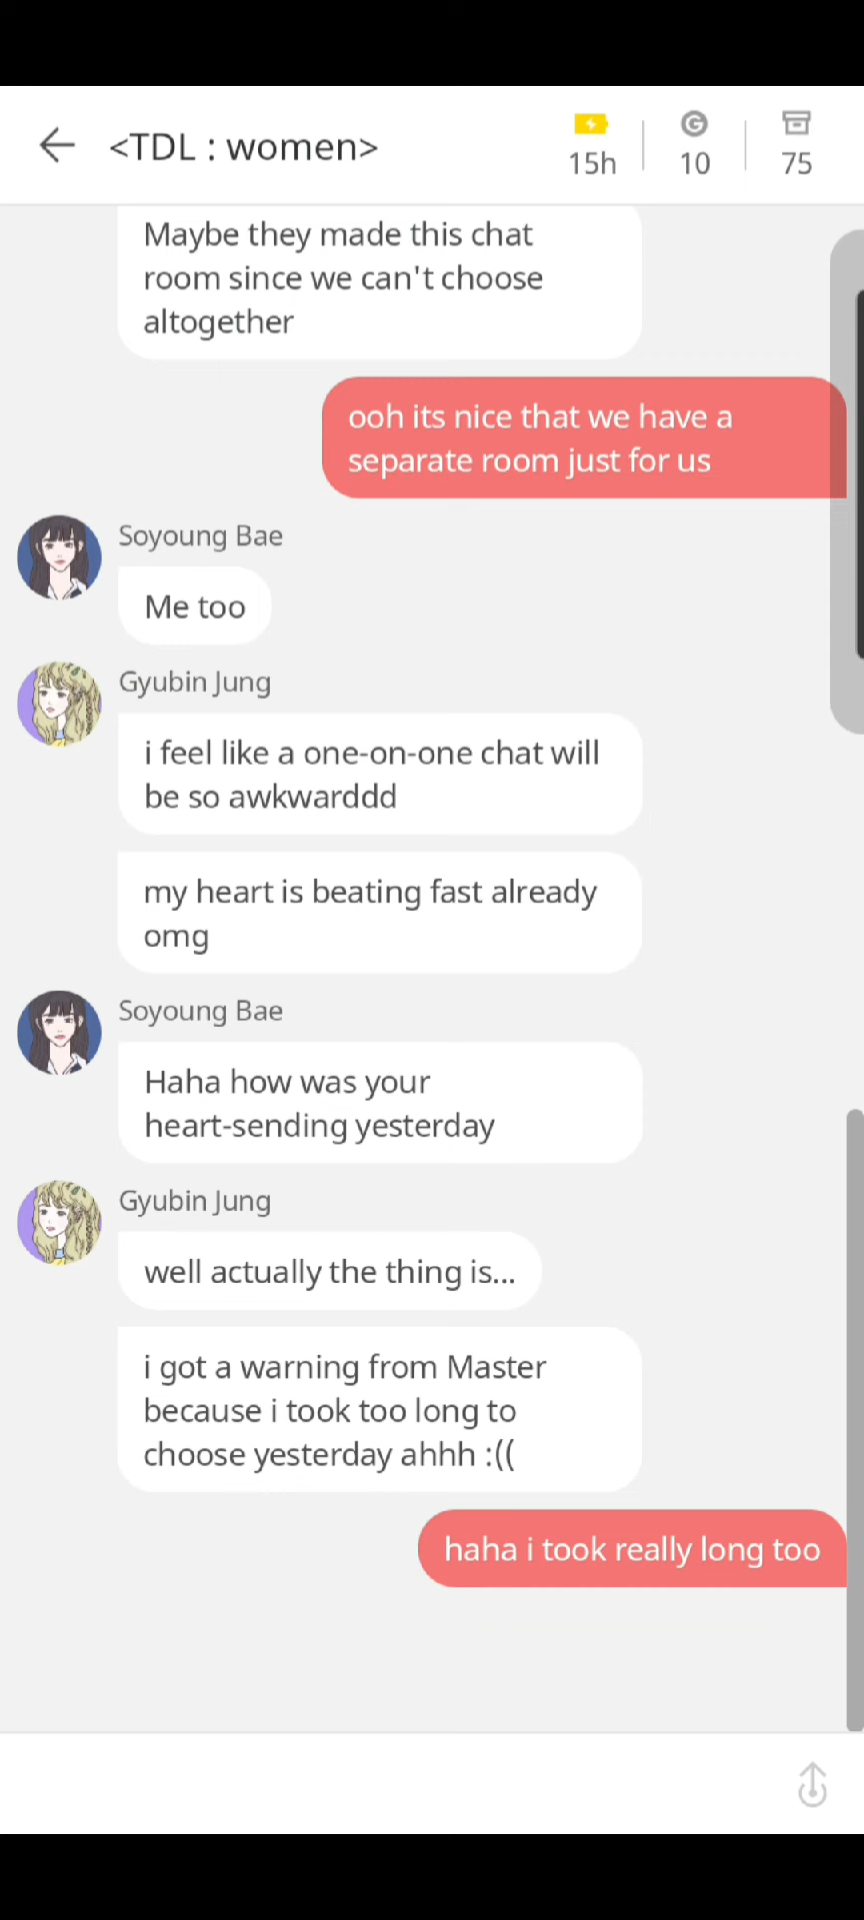 <TDL : women>
15h
10
75
Maybe they made this chat
room since we can't choose
altogether
ooh its nice that we have a
separate room just for us
Soyoung Bae
Me too
Gyubin Jung
i feel like a one-on-one chat will
be so awkwarddd
my heart is beating fast already
omg
Soyoung Bae
Haha how was your
heart-sending yesterday
Gyubin Jung
well actually the thing is...
i got a warning from Master
because i took too long to
choose yesterday ahhh :((
haha i took really long too